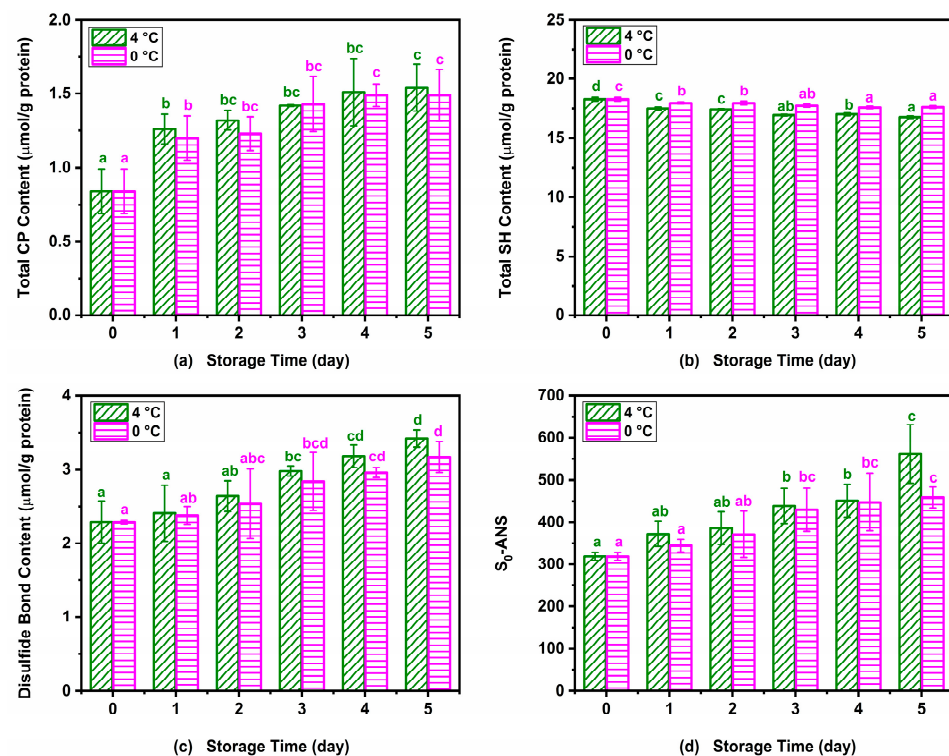 Total CP Content (μmol/g protein)
2.0
1.5
1.0
0.5
0.0
4 °C
0 °C
a a b b bc bc bc bc bc c c c
0 1 2 3 4 5
(a) Storage Time (day)
Total SH Content (μmol/g protein)
25
20
15
10
5
0
4 °C
0 °C
d c c b c b ab ab b a a a
0 1 2 3 4 5
(b) Storage Time (day)
Disulfide Bond Content (μmol/g protein)
4
3
2
1
0
4 °C
0 °C
a a a ab ab abc bc bcd cd cd d d
0 1 2 3 4 5
(c) Storage Time (day)
S0-ANS
700
600
500
400
300
200
100
0
4 °C
0 °C
a a ab a ab ab b bc b bc c c
0 1 2 3 4 5
(d) Storage Time (day)